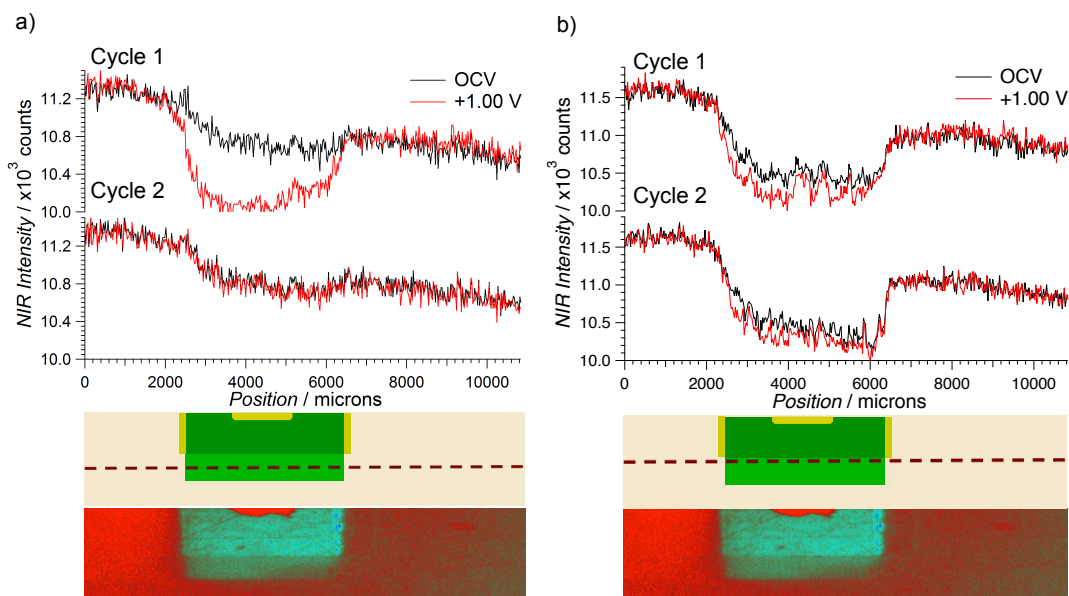 a)
Cycle 1
OCV
+1.00 V
11.2
10.8
10.4
10.0
Cycle 2
11.2
10.8
10.4
10.0
NIR Intensity / x10³ counts
0
2000
4000
6000
8000
10000
Position / microns
b)
Cycle 1
OCV
+1.00 V
11.5
11.0
10.5
10.0
Cycle 2
11.5
11.0
10.5
10.0
NIR Intensity / x10³ counts
0
2000
4000
6000
8000
10000
Position / microns